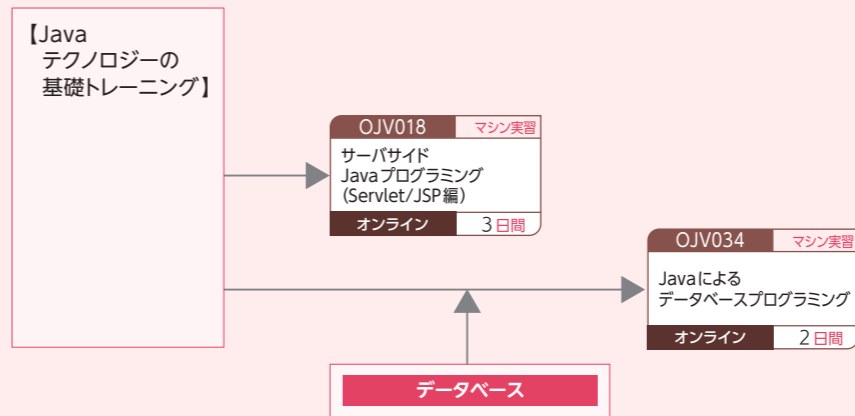 【Java
テクノロジーの
基礎トレーニング】
OJV018 マシン実習
サーバサイド
Javaプログラミング
（Servlet/JSP編）
オンライン 3日間
OJV034 マシン実習
Javaによる
データベースプログラミング
オンライン 2日間
データベース